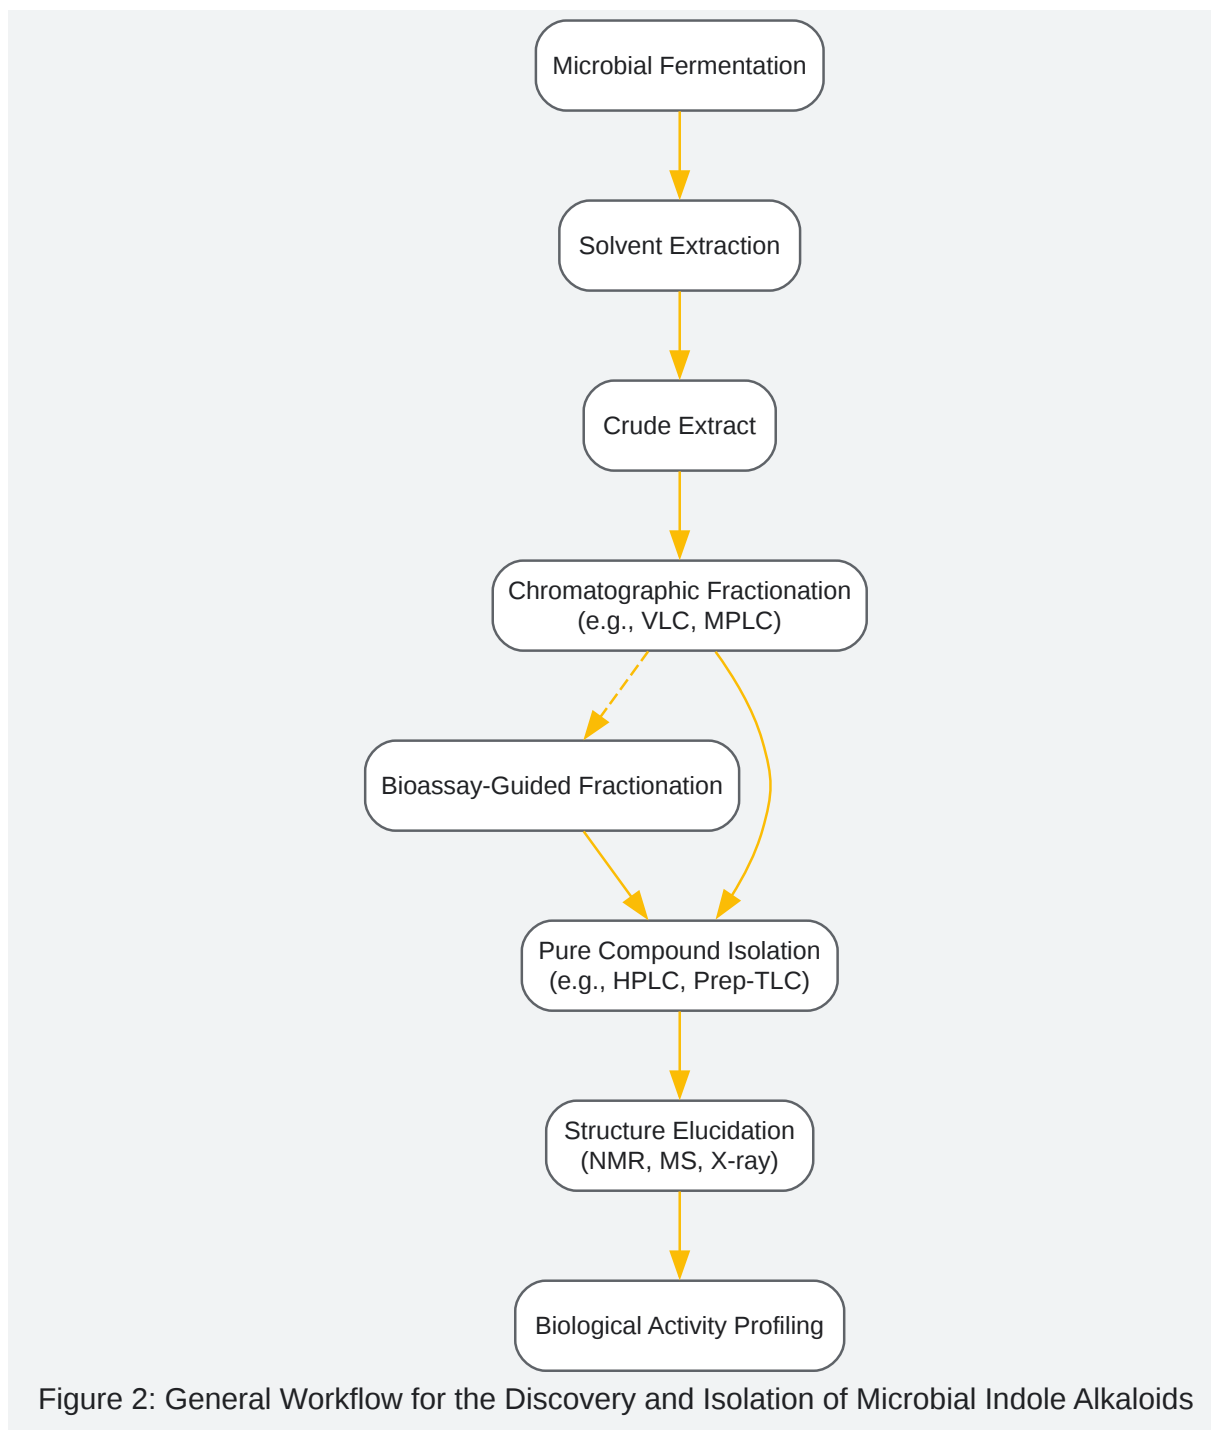 Microbial Fermentation
Solvent Extraction
Crude Extract
Chromatographic Fractionation
(e.g., VLC, MPLC)
Bioassay-Guided Fractionation
Pure Compound Isolation
(e.g., HPLC, Prep-TLC)
Structure Elucidation
(NMR, MS, X-ray)
Biological Activity Profiling
Figure 2: General Workflow for the Discovery and Isolation of Microbial Indole Alkaloids